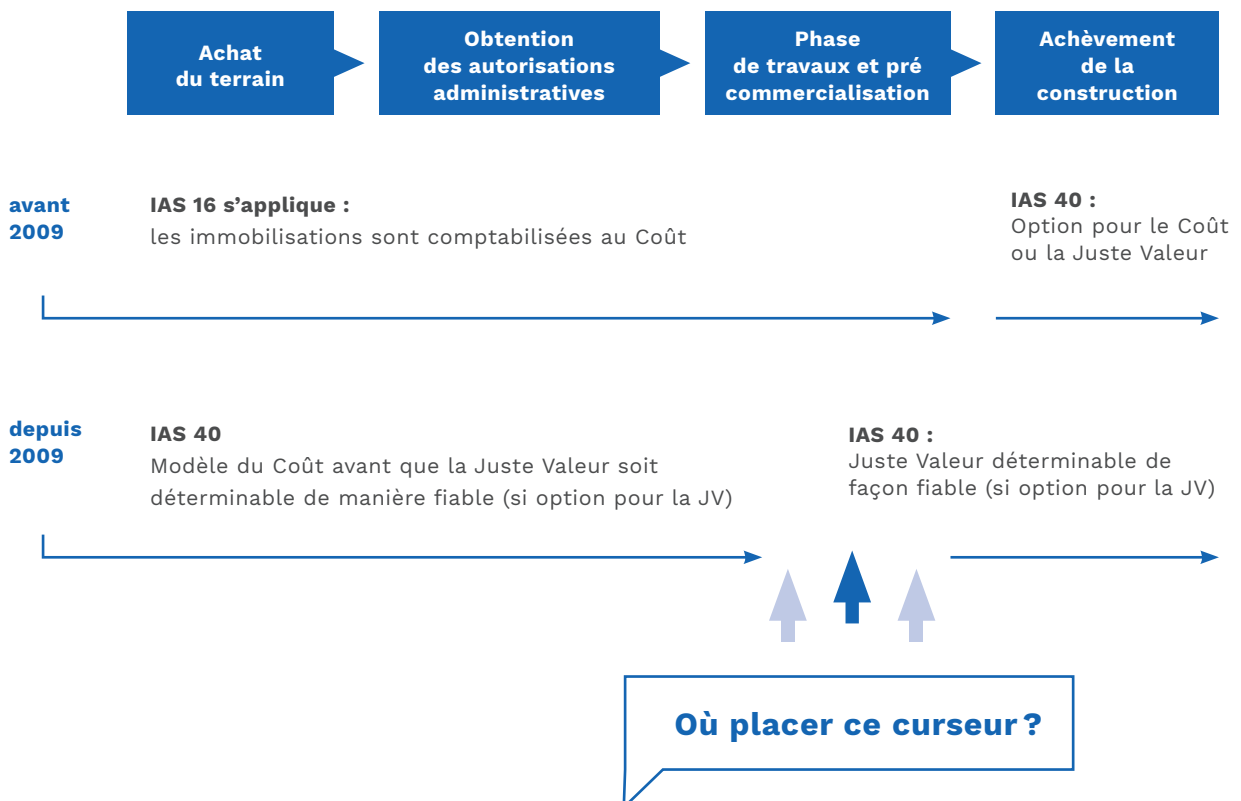 Achat
du terrain
Obtention
des autorisations
administratives
Phase
de travaux et pré
commercialisation
Achèvement
de la
construction
avant
2009
IAS 16 s’applique :
les immobilisations sont comptabilisées au Coût
IAS 40 :
Option pour le Coût
ou la Juste Valeur
depuis
2009
IAS 40
Modèle du Coût avant que la Juste Valeur soit
déterminable de manière fiable (si option pour la JV)
IAS 40 :
Juste Valeur déterminable de
façon fiable (si option pour la JV)
Où placer ce curseur ?